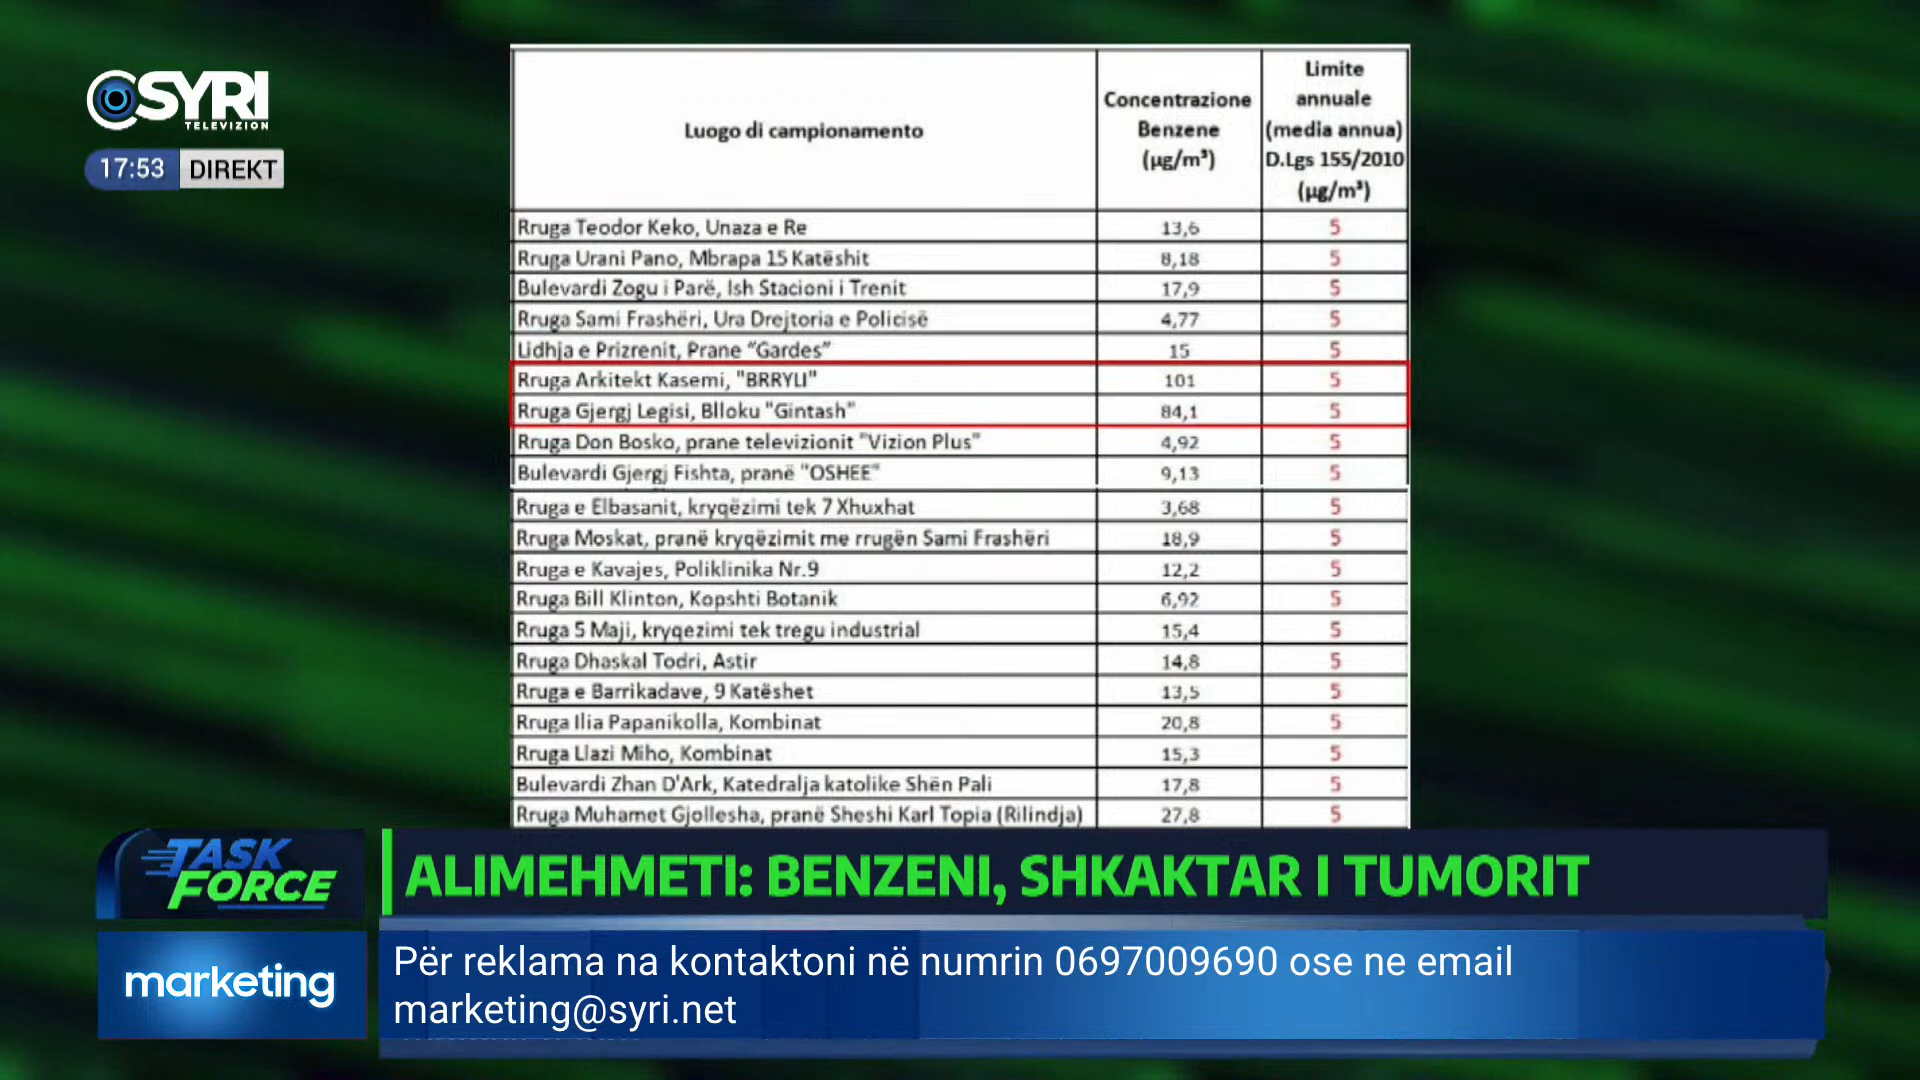 SYRI
TELEVIZION
17:53 DIREKT
Luogo di campionamento
Concentrazione
Benzene
(µg/m³)
Limite
annuale
(media annua)
D.Lgs 155/2010
(µg/m³)
Rruga Teodor Keko, Unaza e Re 13,6 5
Rruga Urani Pano, Mbrapa 15 Katëshit 8,18 5
Bulevardi Zogu i Parë, Ish Stacioni i Trenit 17,9 5
Rruga Sami Frashëri, Ura Drejtoria e Policisë 4,77 5
Lidhja e Prizrenit, Prane “Gardes” 15 5
Rruga Arkitekt Kasemi, "BRRYLI" 101 5
Rruga Gjergj Legisi, Blloku "Gintash" 84,1 5
Rruga Don Bosko, prane televizionit "Vizion Plus" 4,92 5
Bulevardi Gjergj Fishta, pranë "OSHEE" 9,13 5
Rruga e Elbasanit, kryqëzimi tek 7 Xhuxhat 3,68 5
Rruga Moskat, pranë kryqëzimit me rrugën Sami Frashëri 18,9 5
Rruga e Kavajes, Poliklinika Nr.9 12,2 5
Rruga Bill Klinton, Kopshti Botanik 6,92 5
Rruga 5 Maji, kryqezimi tek tregu industrial 15,4 5
Rruga Dhaskal Todri, Astir 14,8 5
Rruga e Barrikadave, 9 Katëshet 13,5 5
Rruga Ilia Papanikolla, Kombinat 20,8 5
Rruga Llazi Miho, Kombinat 15,3 5
Bulevardi Zhan D'Ark, Katedralja katolike Shën Pali 17,8 5
Rruga Muhamet Gjollesha, pranë Sheshi Karl Topia (Rilindja) 27,8 5
TASK
FORCE
ALIMEHMETI: BENZENI, SHKAKTAR I TUMORIT
marketing
Për reklama na kontaktoni në numrin 0697009690 ose ne email
marketing@syri.net